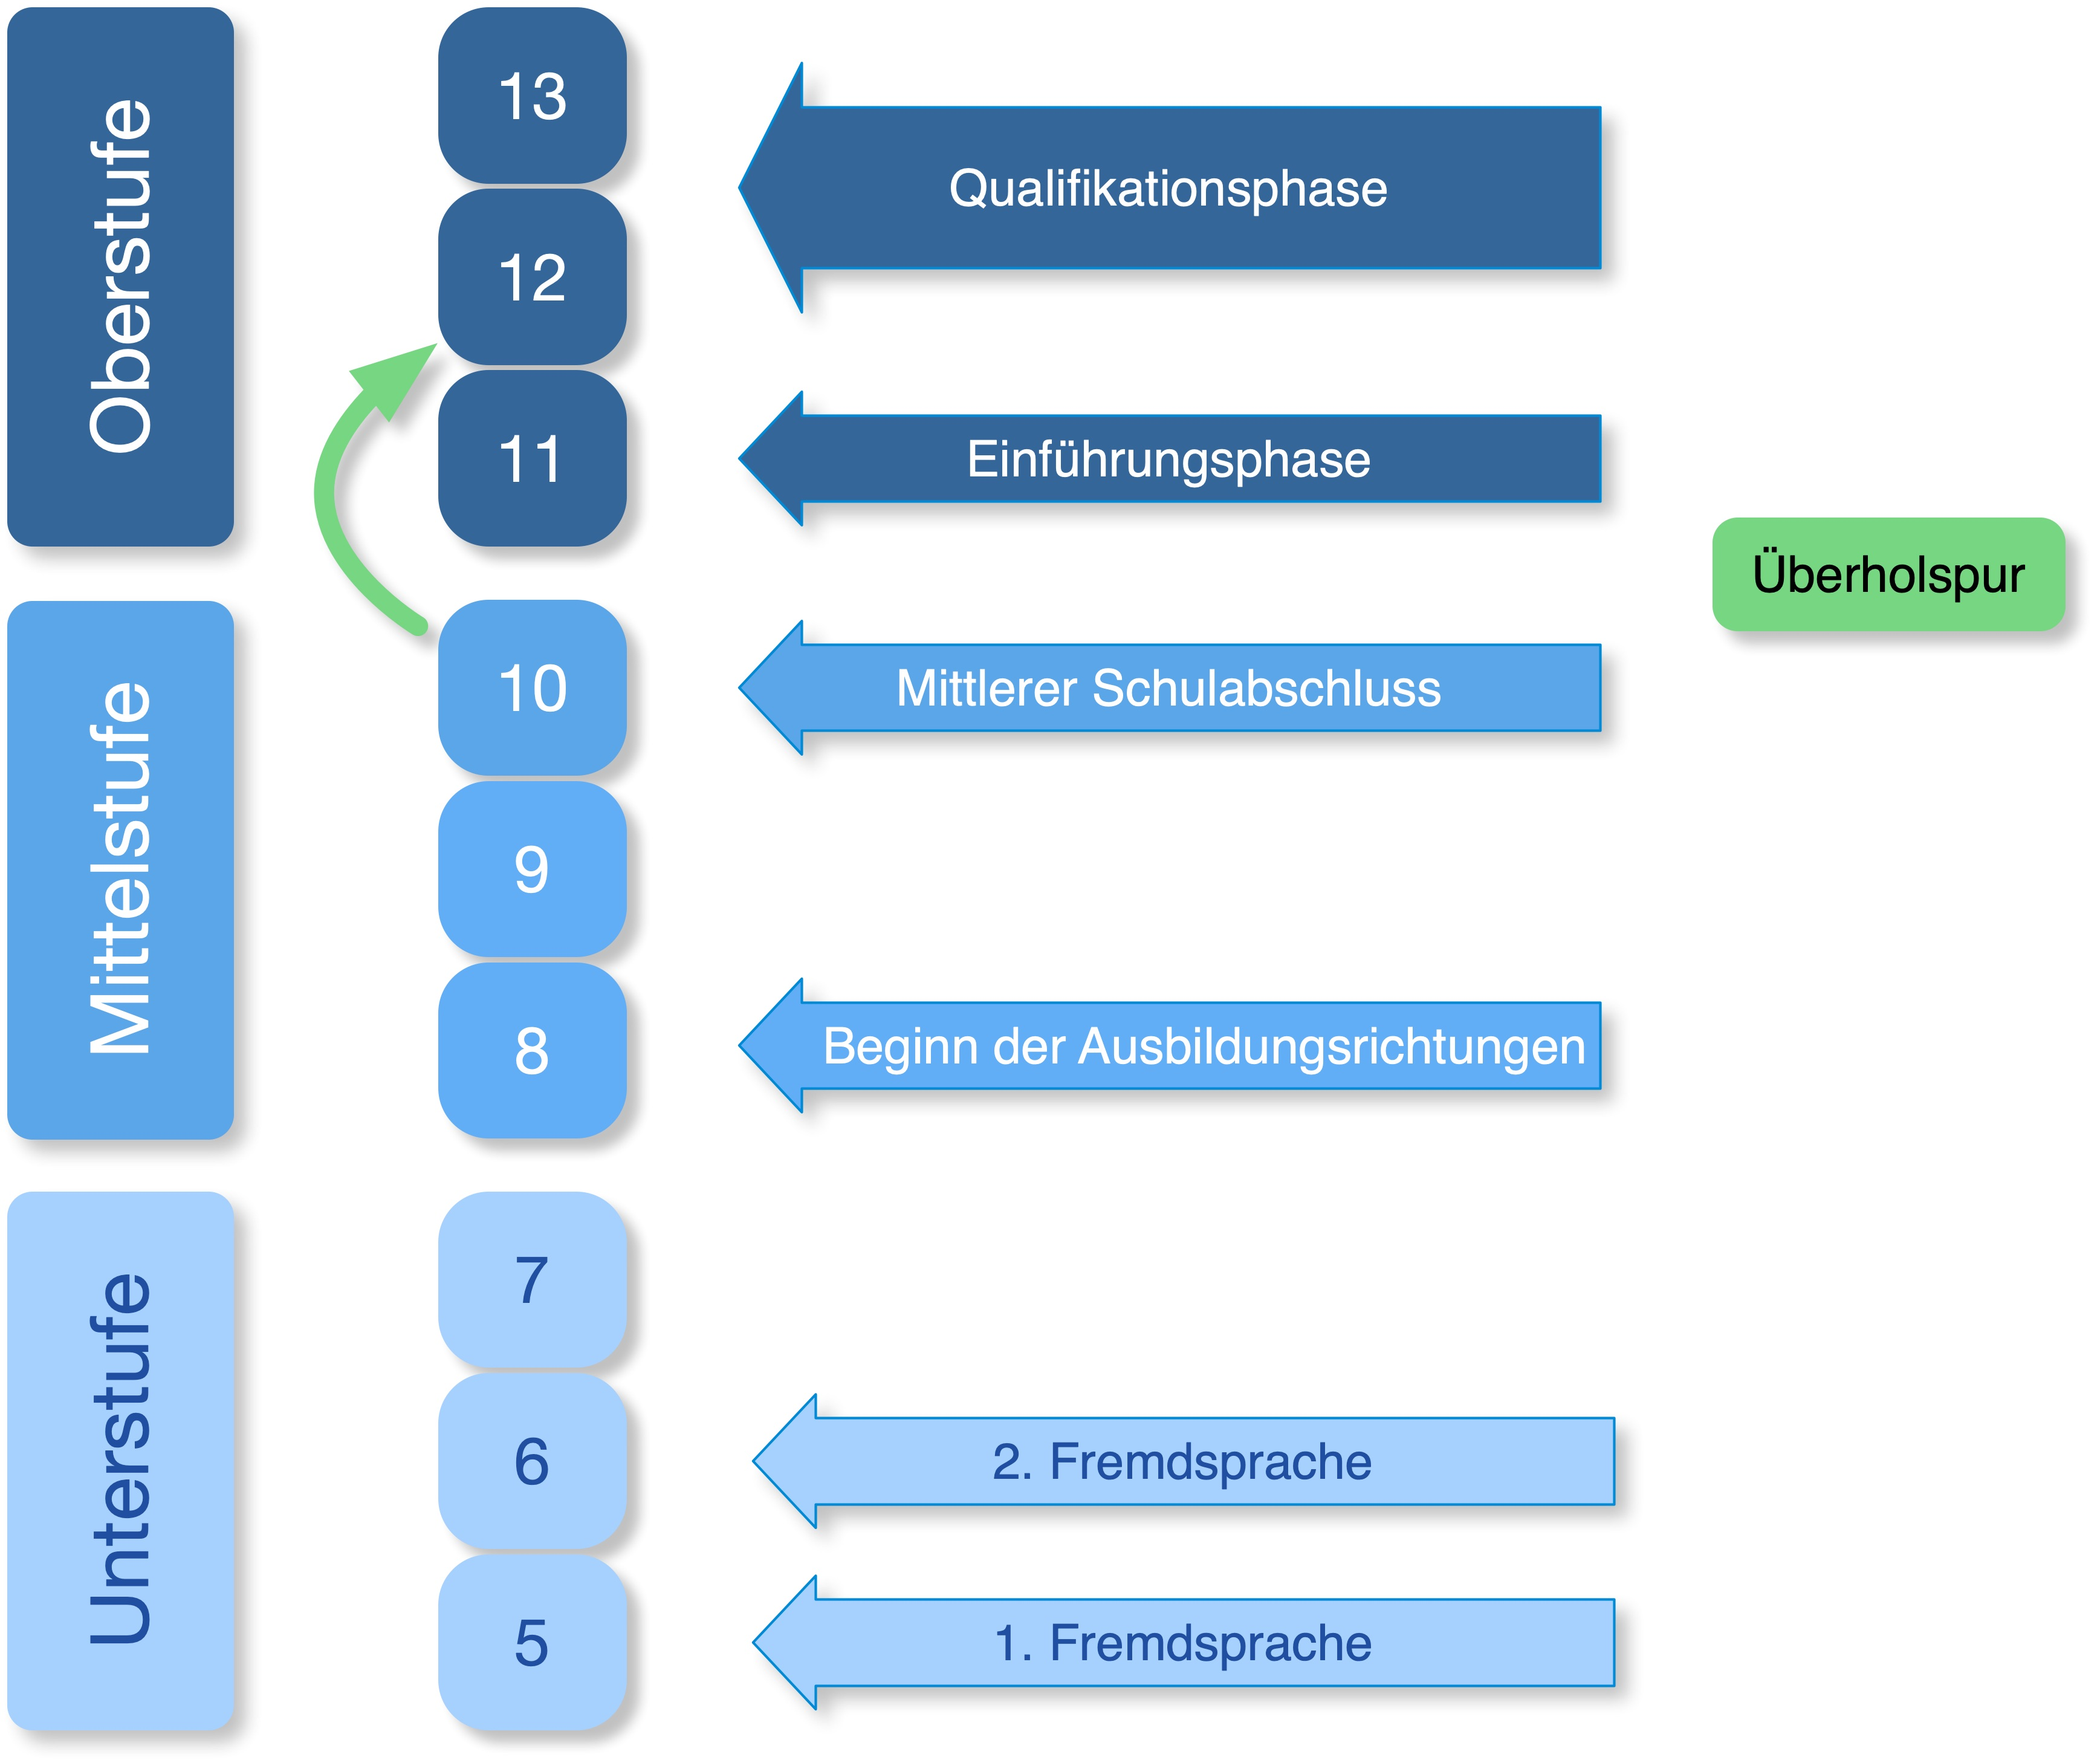 Oberstufe
13
Qualifikationsphase
12
11
Einführungsphase
Überholspur
Mittelstufe
10
Mittlerer Schulabschluss
9
8
Beginn der Ausbildungsrichtungen
Unterstufe
7
6
2. Fremdsprache
5
1. Fremdsprache